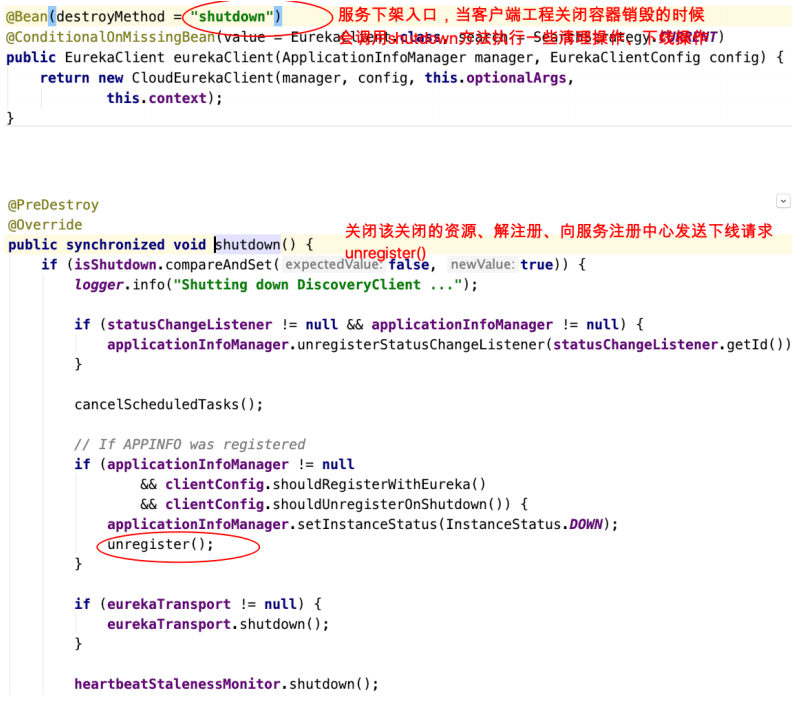 @Bean(destroyMethod = "shutdown")
服务下架入口，当客户端工程关闭容器销毁的时候
会调用shutdown方法执行一些清理操作、下线操作
@ConditionalOnMissingBean(value = EurekaClient.class, search = SearchStrategy.CURRENT)
public EurekaClient eurekaClient(ApplicationInfoManager manager, EurekaClientConfig config) {
return new CloudEurekaClient(manager, config, this.optionalArgs,
this.context);
}
@PreDestroy
@Override
public synchronized void shutdown() {
关闭该关闭的资源、解注册、向服务注册中心发送下线请求
unregister()
if (isShutdown.compareAndSet( expectedValue: false, newValue: true)) {
logger.info("Shutting down DiscoveryClient ...");
if (statusChangeListener != null && applicationInfoManager != null) {
applicationInfoManager.unregisterStatusChangeListener(statusChangeListener.getId())
}
cancelScheduledTasks();
// If APPINFO was registered
if (applicationInfoManager != null
&& clientConfig.shouldRegisterWithEureka()
&& clientConfig.shouldUnregisterOnShutdown()) {
applicationInfoManager.setInstanceStatus(InstanceStatus.DOWN);
unregister();
}
if (eurekaTransport != null) {
eurekaTransport.shutdown();
}
heartbeatStalenessMonitor.shutdown();